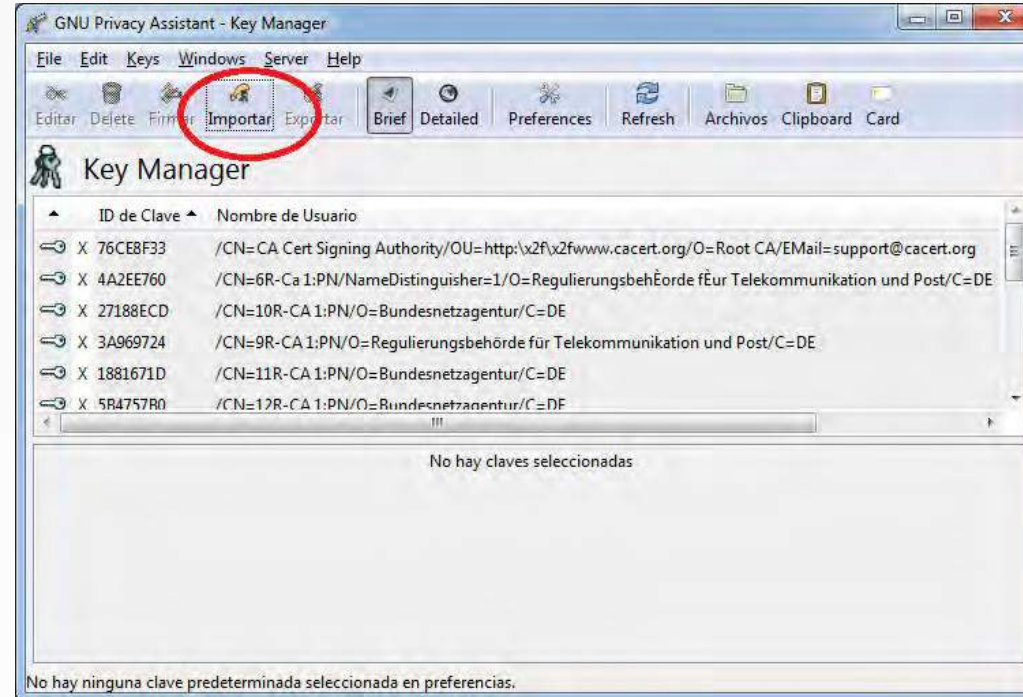 GNU Privacy Assistant - Key Manager
File Edit Keys Windows Server Help
Editar Delete Firmar Importar Exportar Brief Detailed Preferences Refresh Archivos Clipboard Card
Key Manager
ID de Clave Nombre de Usuario
X 76CE8F33 /CN=CA Cert Signing Authority/OU=http:\x2f\x2fwww.cacert.org/O=Root CA/EMail=support@cacert.org
X 4A2EE760 /CN=6R-Ca 1:PN/NameDistinguisher=1/O=RegulierungsbehÈorde fÈur Telekommunikation und Post/C=DE
X 27188ECD /CN=10R-CA 1:PN/O=Bundesnetzagentur/C=DE
X 3A969724 /CN=9R-CA 1:PN/O=Regulierungsbehörde für Telekommunikation und Post/C=DE
X 1881671D /CN=11R-CA 1:PN/O=Bundesnetzagentur/C=DE
X 5B4757B0 /CN=12R-CA 1:PN/O=Bundesnetzagentur/C=DE
No hay claves seleccionadas
No hay ninguna clave predeterminada seleccionada en preferencias.